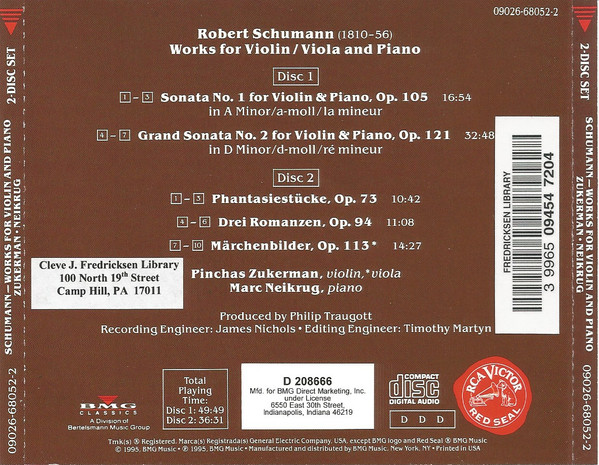 09026-68052-2
Robert Schumann (1810–56)
Works for Violin/Viola and Piano
Disc 1
1–3 Sonata No. 1 for Violin & Piano, Op. 105 16:54
in A Minor/a-moll/la mineur
4–7 Grand Sonata No. 2 for Violin & Piano, Op. 121 32:48
in D Minor/d-moll/ré mineur
Disc 2
1–3 Phantasiestücke, Op. 73 10:42
4–6 Drei Romanzen, Op. 94 11:08
7–10 Märchenbilder, Op. 113* 14:27
Pinchas Zukerman, violin,*viola
Marc Neikrug, piano
Produced by Philip Traugott
Recording Engineer: James Nichols • Editing Engineer: Timothy Martyn
Cleve J. Fredricksen Library
100 North 19th Street
Camp Hill, PA 17011
FREDRICKSEN LIBRARY
3 9965 09454 7204
BMG
CLASSICS
A Division of
Bertelsmann Music Group
Total
Playing
Time:
Disc 1: 49:49
Disc 2: 36:31
D 208666
Mfd. for BMG Direct Marketing, Inc.
under License
6550 East 30th Street,
Indianapolis, Indiana 46219
COMPACT
disc
DIGITAL AUDIO
D D D
RCA VICTOR
RED SEAL
Tmk(s) ® Registered. Marca(s) Registrada(s) General Electric Company, USA, except BMG logo and Red Seal ® BMG Music
© 1995, BMG Music • ℗ 1995, BMG Music • Manufactured and distributed by BMG Music, New York, NY • Printed in USA
2-DISC SET
SCHUMANN—WORKS FOR VIOLIN AND PIANO
ZUKERMAN • NEIKRUG
09026-68052-2
2-DISC SET
SCHUMANN—WORKS FOR VIOLIN AND PIANO
ZUKERMAN • NEIKRUG
09026-68052-2